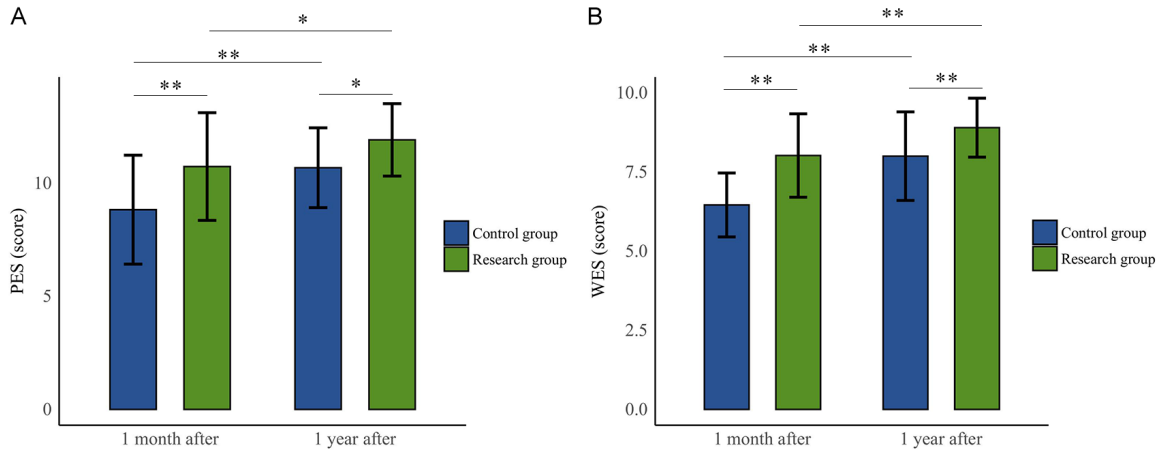 A
*
**
**
*
PES (score)
10
5
0
1 month after
1 year after
Control group
Research group
B
**
**
**
**
WES (score)
10.0
7.5
5.0
2.5
0.0
1 month after
1 year after
Control group
Research group